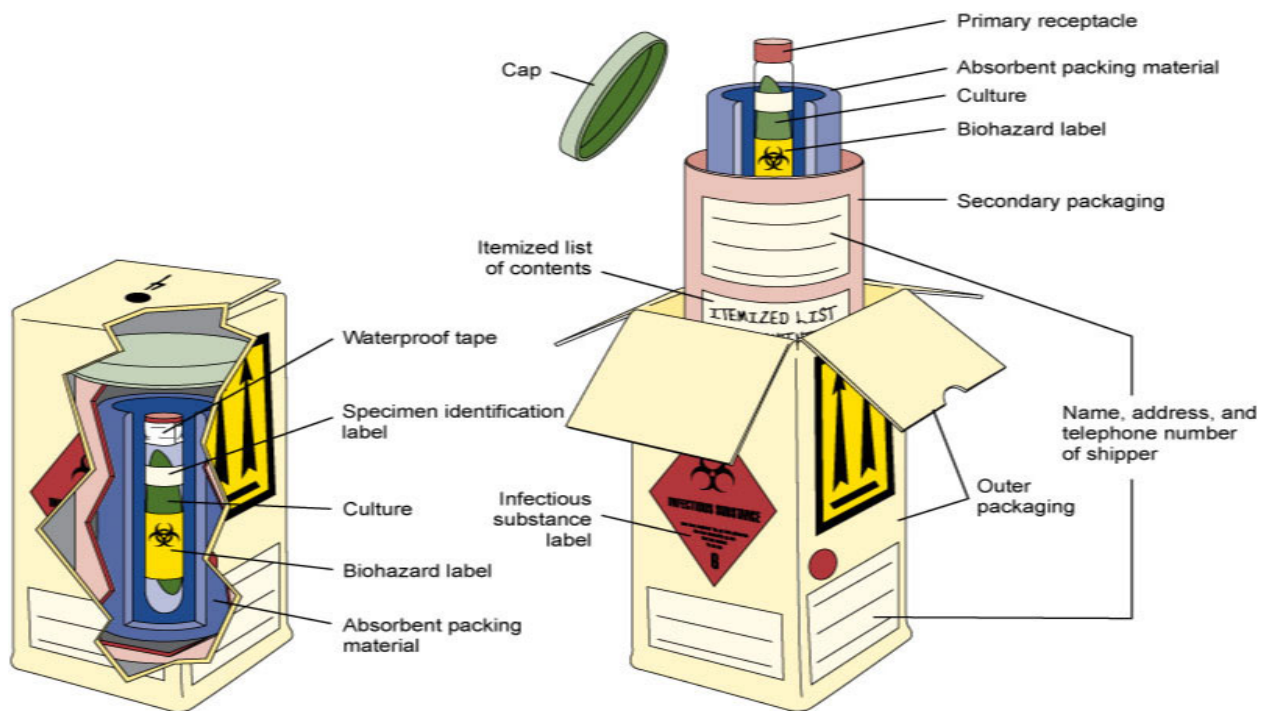 Primary receptacle
Cap
Absorbent packing material
Culture
Biohazard label
Secondary packaging
Itemized list
of contents
ITEMIZED LIST
Waterproof tape
Specimen identification
label
Name, address, and
telephone number
of shipper
Culture
Infectious
substance
label
INFECTIOUS SUBSTANCE
Outer
packaging
Biohazard label
Absorbent packing
material